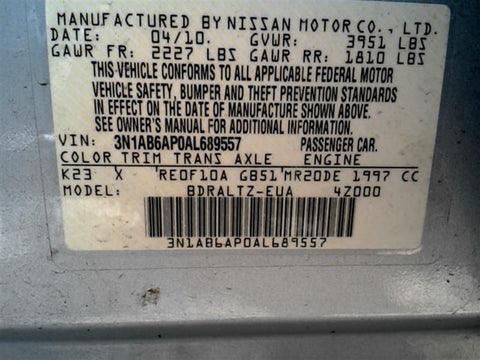 MANUFACTURED BY NISSAN MOTOR CO., LTD.
DATE: 04/10. GVWR: 3951 LBS
GAWR FR: 2227 LBS GAWR RR: 1810 LBS
THIS VEHICLE CONFORMS TO ALL APPLICABLE FEDERAL MOTOR
VEHICLE SAFETY, BUMPER AND THEFT PREVENTION STANDARDS
IN EFFECT ON THE DATE OF MANUFACTURE SHOWN ABOVE.
SEE OWNER'S MANUAL FOR ADDITIONAL INFORMATION.
VIN: 3N1AB6AP0AL689557 PASSENGER CAR.
COLOR TRIM TRANS AXLE ENGINE
K23 X 'RE0F10A GB51'MR20DE 1997 CC
MODEL: BDRALTZ-EUA 4Z000
3N1AB6AP0AL689557